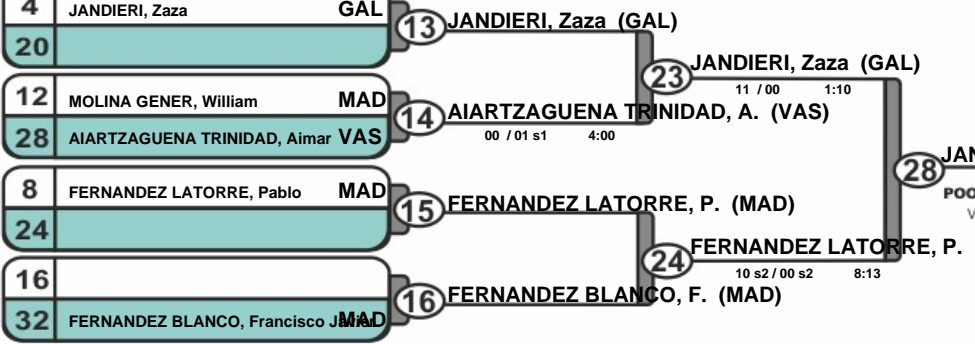 4 JANDIERI, Zaza GAL
20
13 JANDIERI, Zaza (GAL)
12 MOLINA GENER, William MAD
28 AIARTZAGUENA TRINIDAD, Aimar VAS
14 AIARTZAGUENA TRINIDAD, A. (VAS)
00 / 01 s1 4:00
23 JANDIERI, Zaza (GAL)
11 / 00 1:10
8 FERNANDEZ LATORRE, Pablo MAD
24
15 FERNANDEZ LATORRE, P. (MAD)
16
32 FERNANDEZ BLANCO, Francisco Javier MAD
16 FERNANDEZ BLANCO, F. (MAD)
24 FERNANDEZ LATORRE, P.
10 s2 / 00 s2 8:13
28 JAN
POO
V